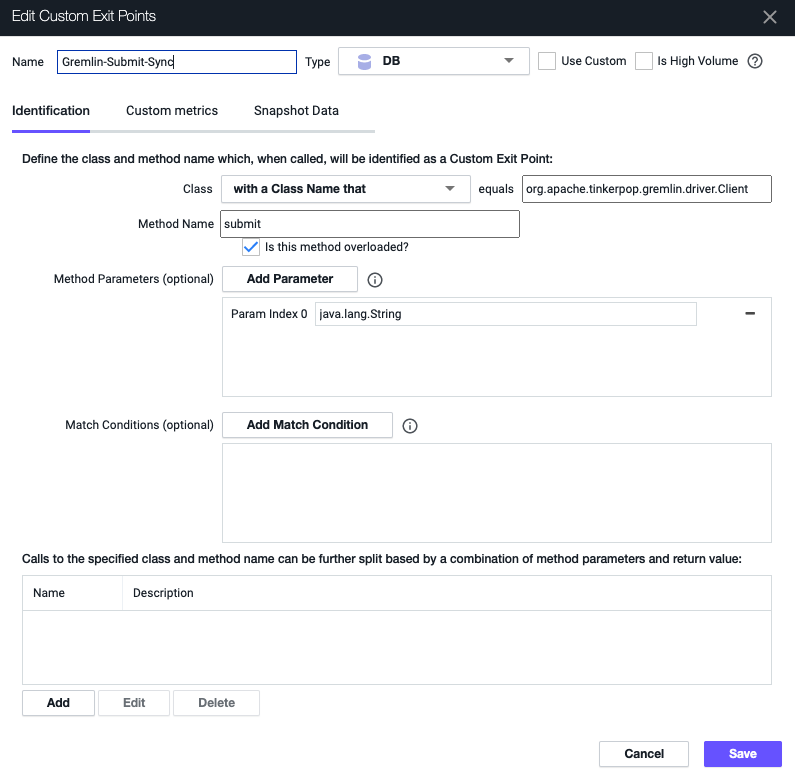 Edit Custom Exit Points
Name Gremlin-Submit-Sync Type DB Use Custom Is High Volume ?
Identification Custom metrics Snapshot Data
Define the class and method name which, when called, will be identified as a Custom Exit Point:
Class with a Class Name that equals org.apache.tinkerpop.gremlin.driver.Client
Method Name submit
Is this method overloaded?
Method Parameters (optional) Add Parameter
Param Index 0 java.lang.String
Match Conditions (optional) Add Match Condition
Calls to the specified class and method name can be further split based by a combination of method parameters and return value:
Name Description
Add Edit Delete
Cancel Save